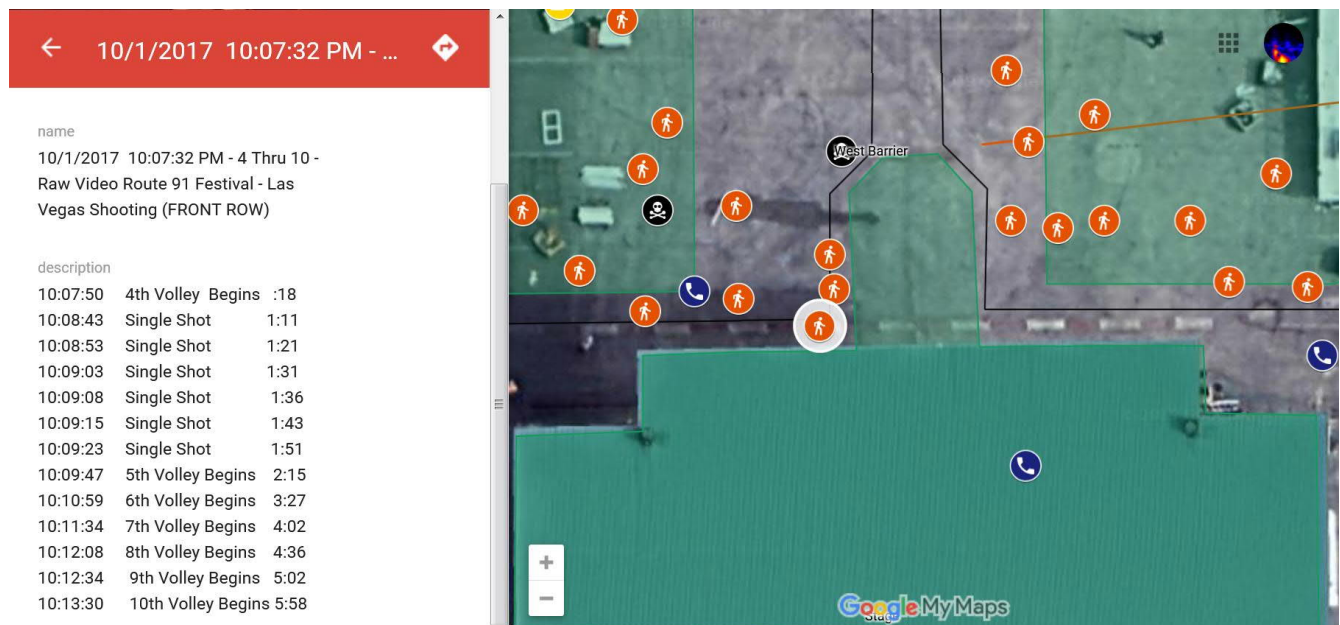 10/1/2017 10:07:32 PM - ...
name
10/1/2017 10:07:32 PM - 4 Thru 10 -
Raw Video Route 91 Festival - Las
Vegas Shooting (FRONT ROW)
description
10:07:50 4th Volley Begins :18
10:08:43 Single Shot 1:11
10:08:53 Single Shot 1:21
10:09:03 Single Shot 1:31
10:09:08 Single Shot 1:36
10:09:15 Single Shot 1:43
10:09:23 Single Shot 1:51
10:09:47 5th Volley Begins 2:15
10:10:59 6th Volley Begins 3:27
10:11:34 7th Volley Begins 4:02
10:12:08 8th Volley Begins 4:36
10:12:34 9th Volley Begins 5:02
10:13:30 10th Volley Begins 5:58
West Barrier
Google My Maps